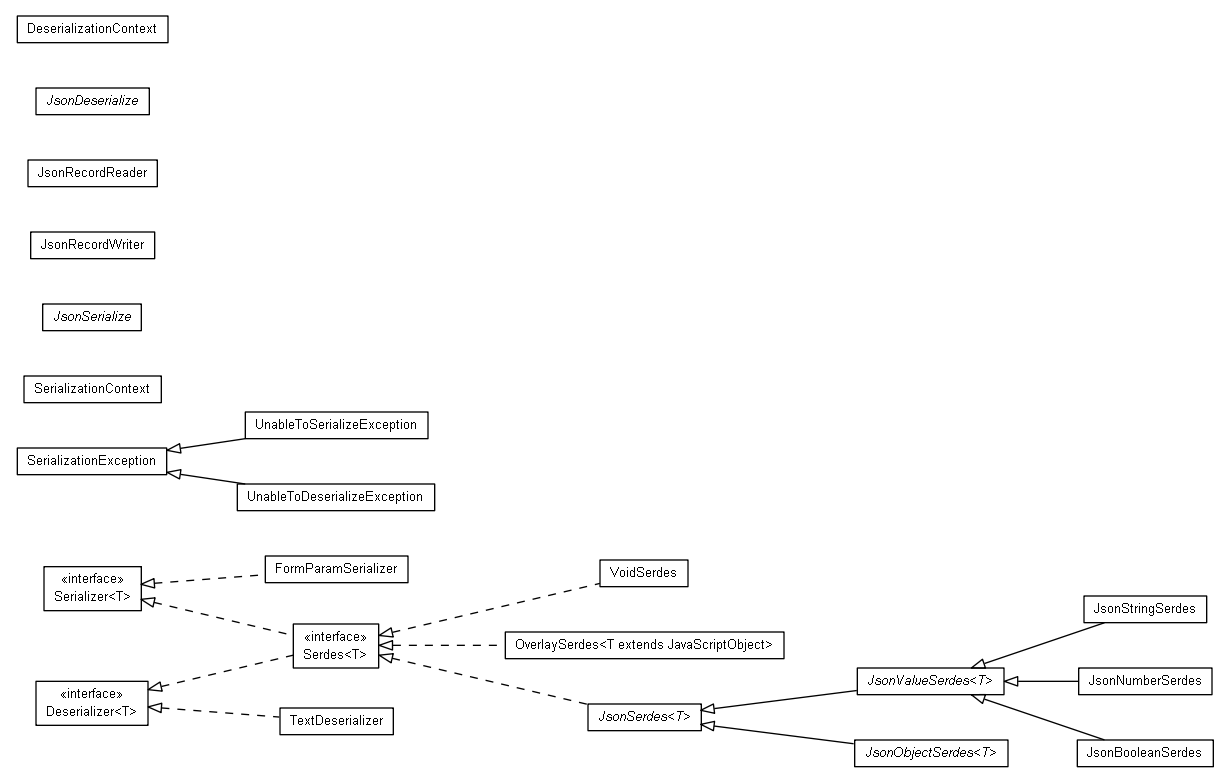 DeserializationContext
JsonDeserialize
JsonRecordReader
JsonRecordWriter
JsonSerialize
SerializationContext
UnableToSerializeException
SerializationException
UnableToDeserializeException
FormParamSerializer
«interface»
Serializer<T>
VoidSerdes
«interface»
Serdes<T>
OverlaySerdes<T extends JavaScriptObject>
JsonStringSerdes
«interface»
Deserializer<T>
TextDeserializer
JsonSerdes<T>
JsonValueSerdes<T>
JsonNumberSerdes
JsonObjectSerdes<T>
JsonBooleanSerdes